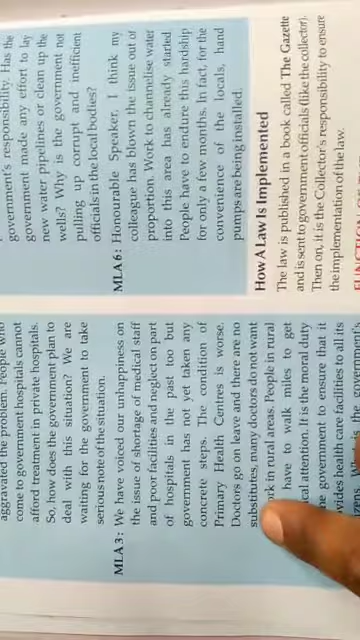 aggravated the problem. People who
come to government hospitals cannot
afford treatment in private hospitals.
So, how does the government plan to
deal with this situation? We are
waiting for the government to take
serious note of the situation.
MLA 3: We have voiced our unhappiness on
the issue of shortage of medical staff
and poor facilities and neglect on part
of hospitals in the past too but
government has not yet taken any
concrete steps. The condition of
Primary Health Centres is worse.
Doctors go on leave and there are no
substitutes, many doctors do not want
in rural areas. People in rural
have to walk miles to get
attention. It is the moral duty
government to ensure that it
health care facilities to all its
is the government's
government's responsibility. Has the
government made any effort to lay
new water pipelines or clean up the
wells? Why is the government not
pulling up corrupt and inefficient
officials in the local bodies?
MLA 6: Honourable Speaker, I think my
colleague has blown the issue out of
proportion. Work to channelise water
into this area has already started
People have to endure this hardship
for only a few months. In fact, for the
convenience of the locals, hand
pumps are being installed.
How A Law Is Implemented
The law is published in a book called The Gazette
and is sent to government officials (like the collector).
Then on, it is the Collector's responsibility to ensure
the implementation of the law.